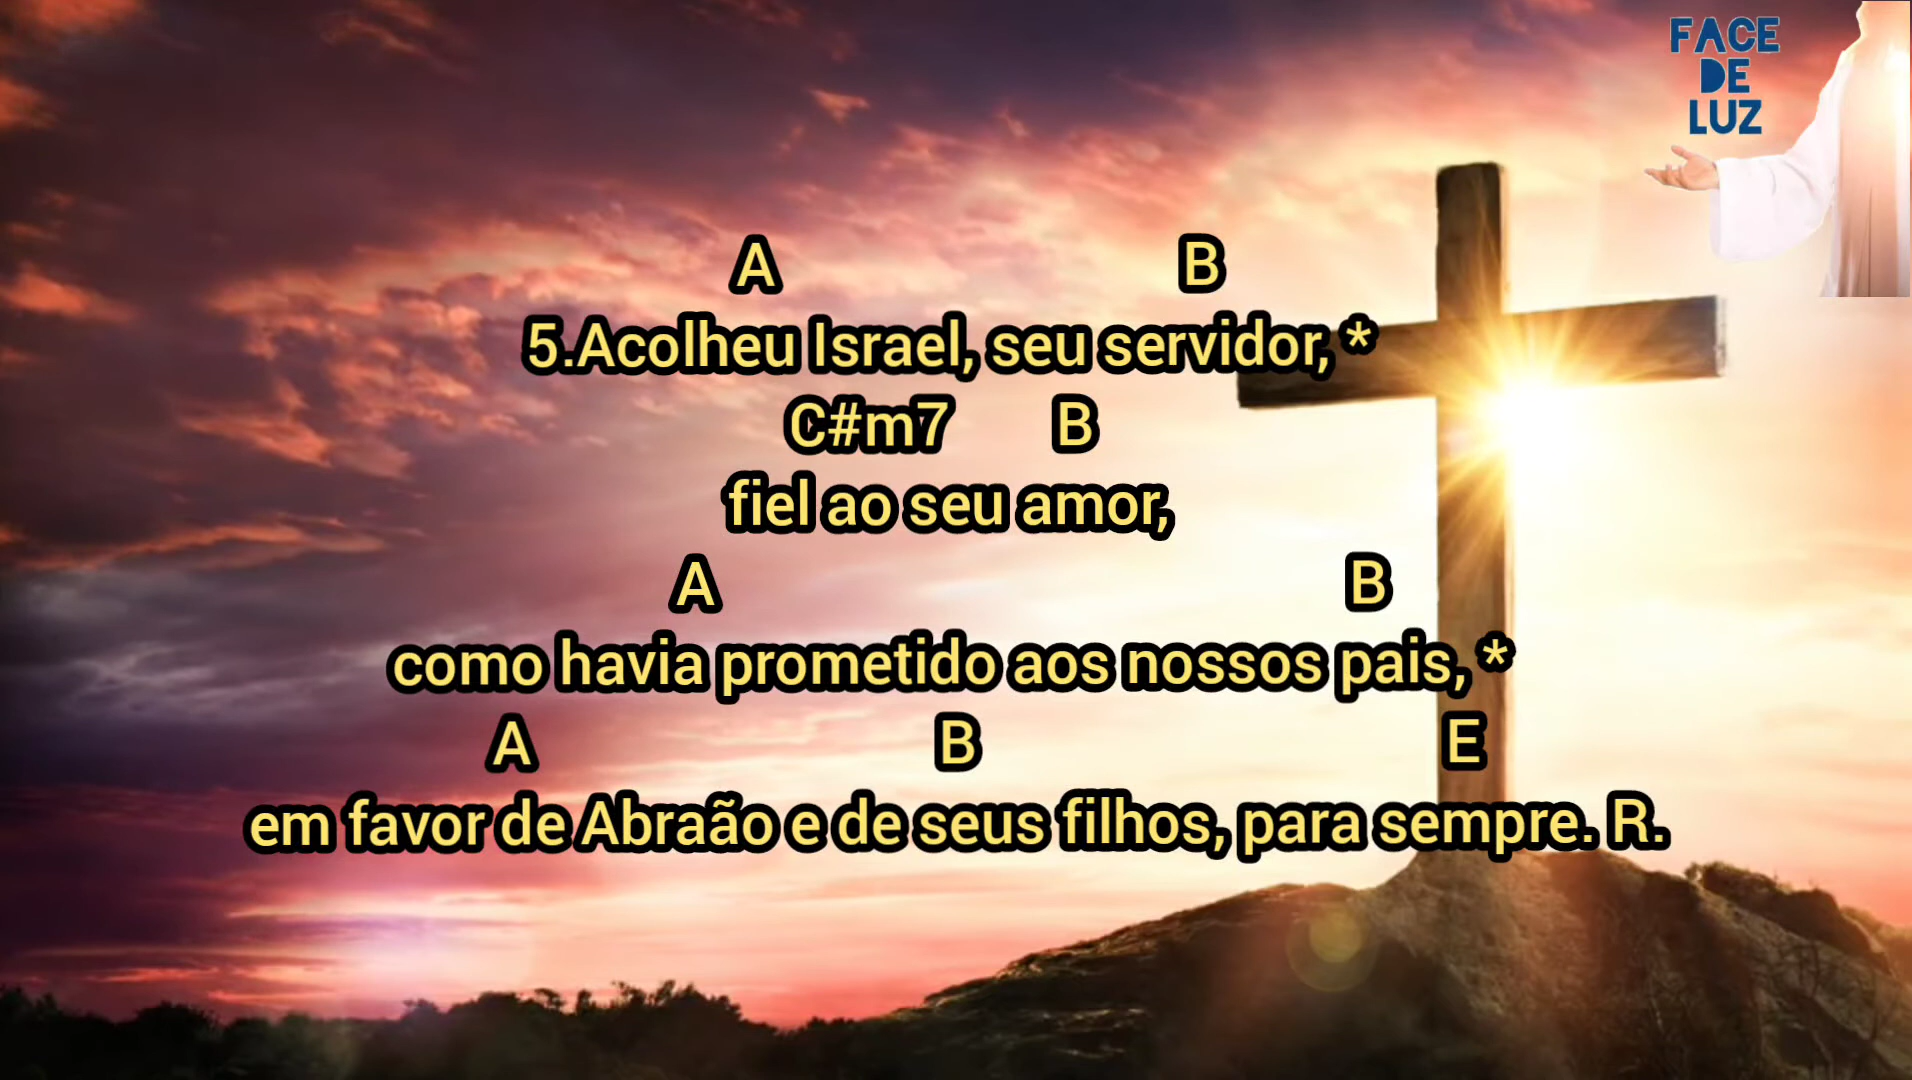 FACE
DE
LUZ
A B
5.Acolheu Israel, seu servidor, *
C#m7 B
fiel ao seu amor,
A B
como havia prometido aos nossos pais, *
A B E
em favor de Abraão e de seus filhos, para sempre. R.